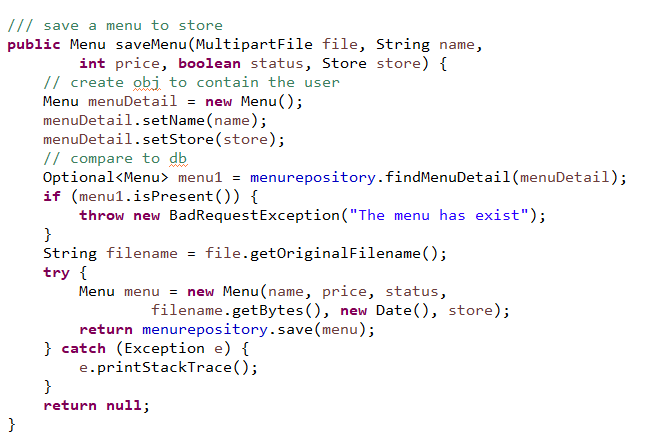 /// save a menu to store
public Menu saveMenu(MultipartFile file, String name,
        int price, boolean status, Store store) {
    // create obj to contain the user
    Menu menuDetail = new Menu();
    menuDetail.setName(name);
    menuDetail.setStore(store);
    // compare to db
    Optional<Menu> menu1 = menurepository.findMenuDetail(menuDetail);
    if (menu1.isPresent()) {
        throw new BadRequestException("The menu has exist");
    }
    String filename = file.getOriginalFilename();
    try {
        Menu menu = new Menu(name, price, status,
                filename.getBytes(), new Date(), store);
        return menurepository.save(menu);
    } catch (Exception e) {
        e.printStackTrace();
    }
    return null;
}